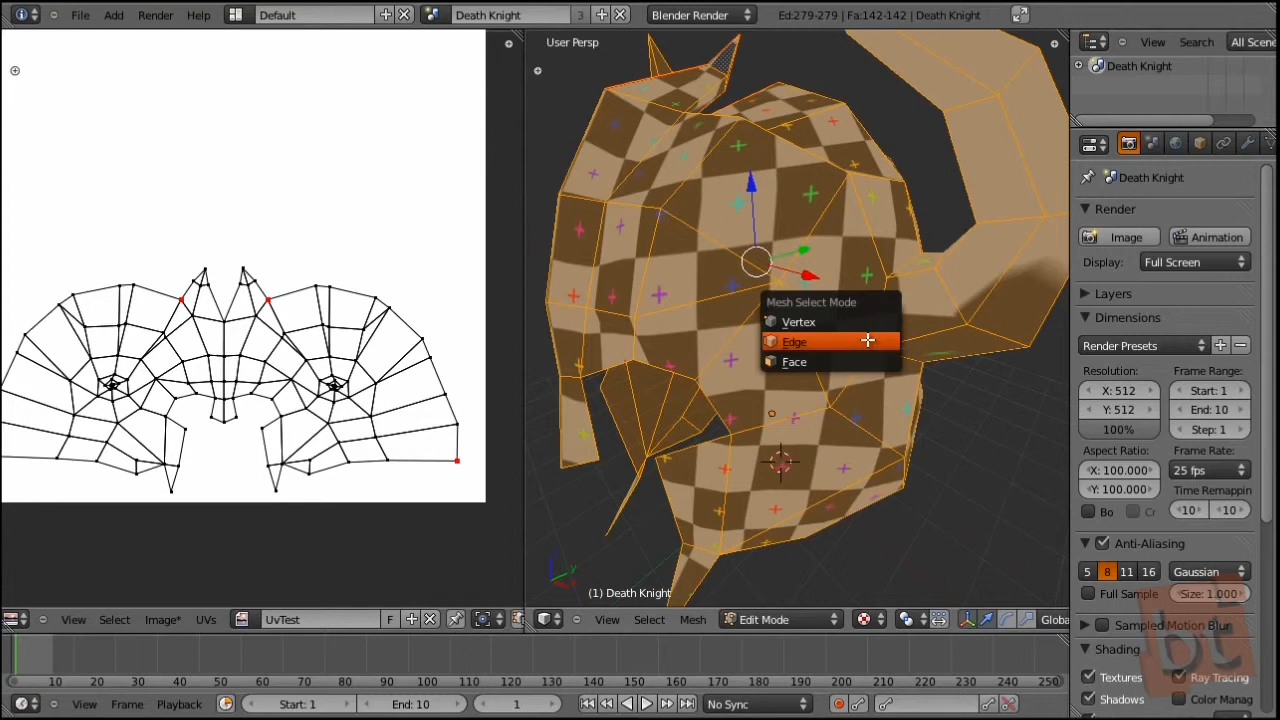 File Add Render Help Default Death Knight 3 Blender Render Ed:279-279 | Fa:142-142 | Death Knight
User Persp
View Search All Scene
Death Knight
Death Knight
Render
Image Animation
Display: Full Screen
Layers
Dimensions
Render Presets
Resolution: Frame Range:
X: 512 Start: 1
Y: 512 End: 10
100% Step: 1
Aspect Ratio: Frame Rate:
X: 100.000 25 fps
Y: 100.000 Time Remappin
Bo Cr 10 10
Anti-Aliasing
5 8 11 16 Gaussian
Full Sample Size: 1.000
Sampled Motion Blur
Shading
Textures Ray Tracing
Shadows Color Manag
Mesh Select Mode
Vertex
Edge
Face
(1) Death Knight
View Select Image* UVs UvTest F
View Select Mesh Edit Mode Globa
10 20 30 40 50 60 70 80 90 100 110 120 130 140 150 160 170 180 190 200 210 220 230 240 250
View Frame Playback Start: 1 End: 10 1 No Sync
bt